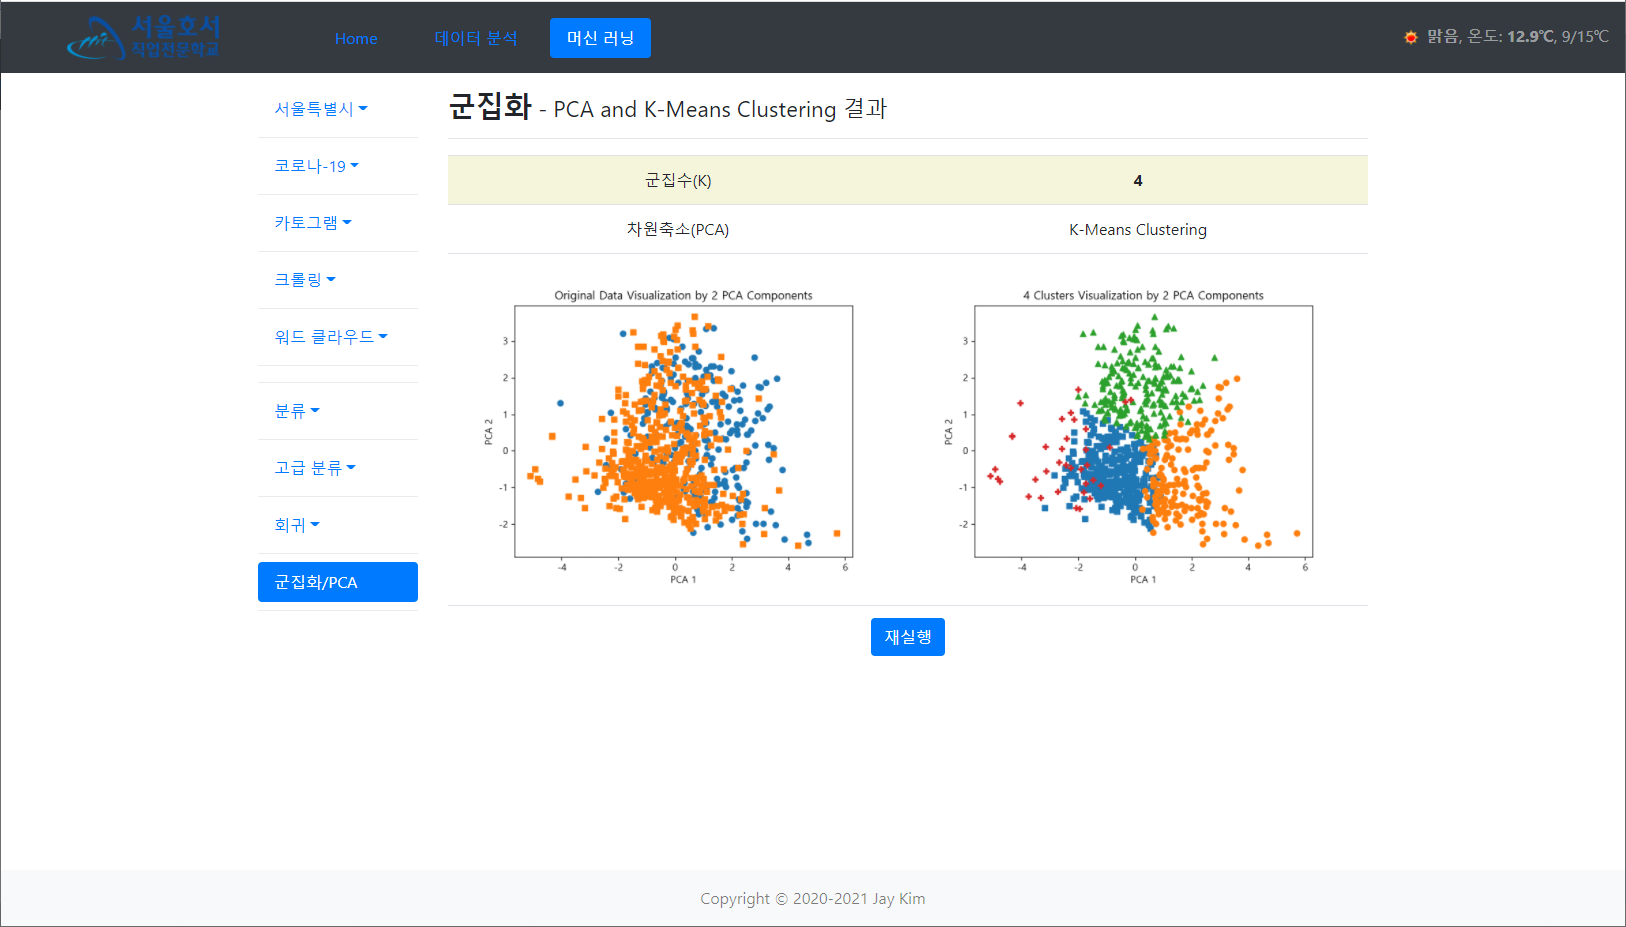 서울호서
직업전문학교
Home
데이터 분석
머신 러닝
맑음, 온도: 12.9℃, 9/15℃
서울특별시
코로나-19
카토그램
크롤링
워드 클라우드
분류
고급 분류
회귀
군집화/PCA
군집화 - PCA and K-Means Clustering 결과
군집수(K)
4
차원축소(PCA)
K-Means Clustering
Original Data Visualization by 2 PCA Components
PCA 2
3
2
1
0
-1
-2
-4
-2
0
2
4
6
PCA 1
4 Clusters Visualization by 2 PCA Components
PCA 2
3
2
1
0
-1
-2
-4
-2
0
2
4
6
PCA 1
재실행
Copyright © 2020-2021 Jay Kim